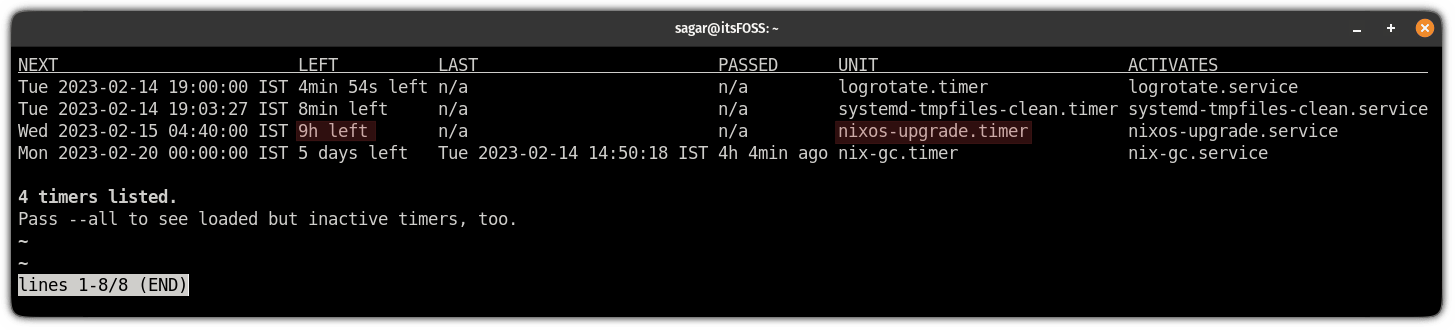 sagar@itsFOSS: ~
NEXT                        LEFT          LAST                        PASSED      UNIT                         ACTIVATES
Tue 2023-02-14 19:00:00 IST 4min 54s left n/a                         n/a         logrotate.timer              logrotate.service
Tue 2023-02-14 19:03:27 IST 8min left     n/a                         n/a         systemd-tmpfiles-clean.timer systemd-tmpfiles-clean.service
Wed 2023-02-15 04:40:00 IST 9h left       n/a                         n/a         nixos-upgrade.timer          nixos-upgrade.service
Mon 2023-02-20 00:00:00 IST 5 days left   Tue 2023-02-14 14:50:18 IST 4h 4min ago nix-gc.timer                 nix-gc.service
4 timers listed.
Pass --all to see loaded but inactive timers, too.
~
~
lines 1-8/8 (END)